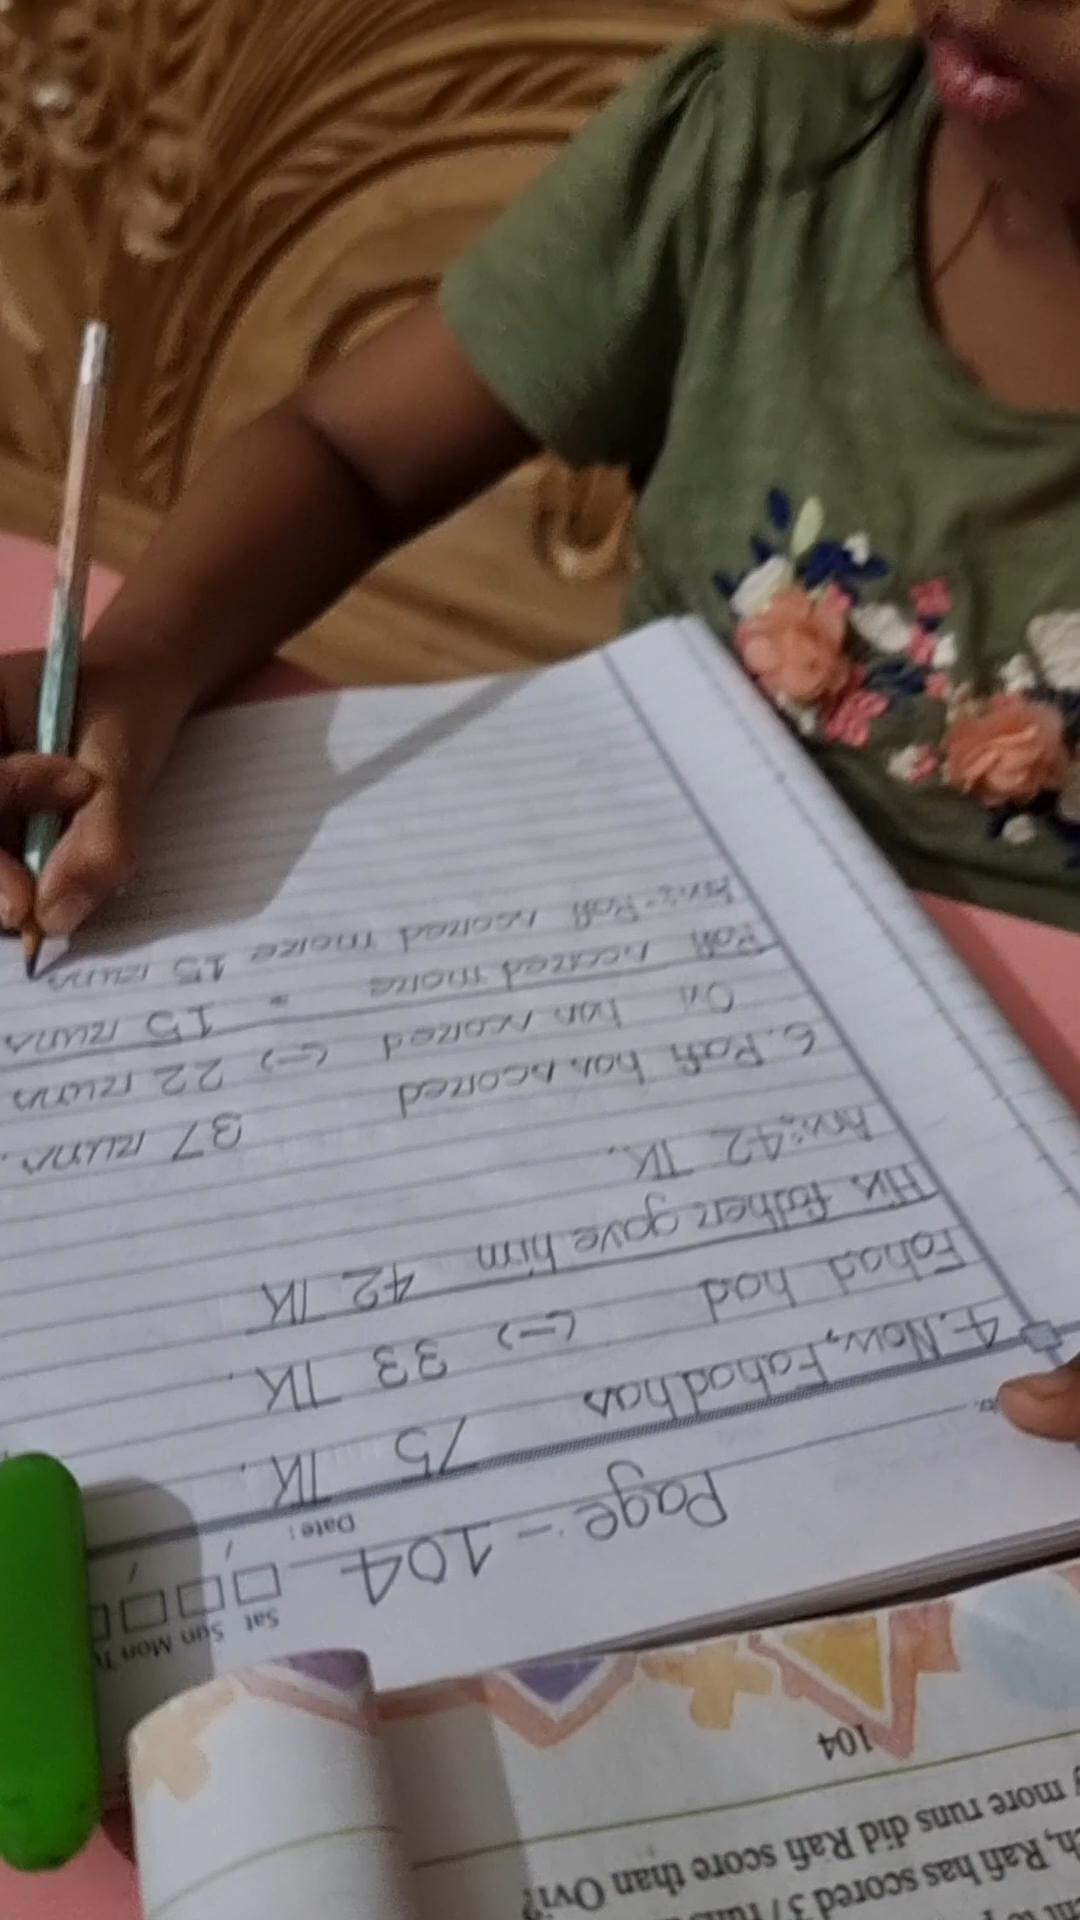 Sat Sun Mon
Date:
Page - 104
4. Now, Fahad has 75 TK.
Fahad had (-) 33 TK.
His father gave him 42 TK
Ans: 42 TK.
6. Rafi has scored 37 runs.
Ovi has scored (-) 22 runs
Rafi scored more = 15 runs
Ans: Rafi scored more 15 runs
Rafi has scored 37
more runs did Rafi score than Ovi?
104